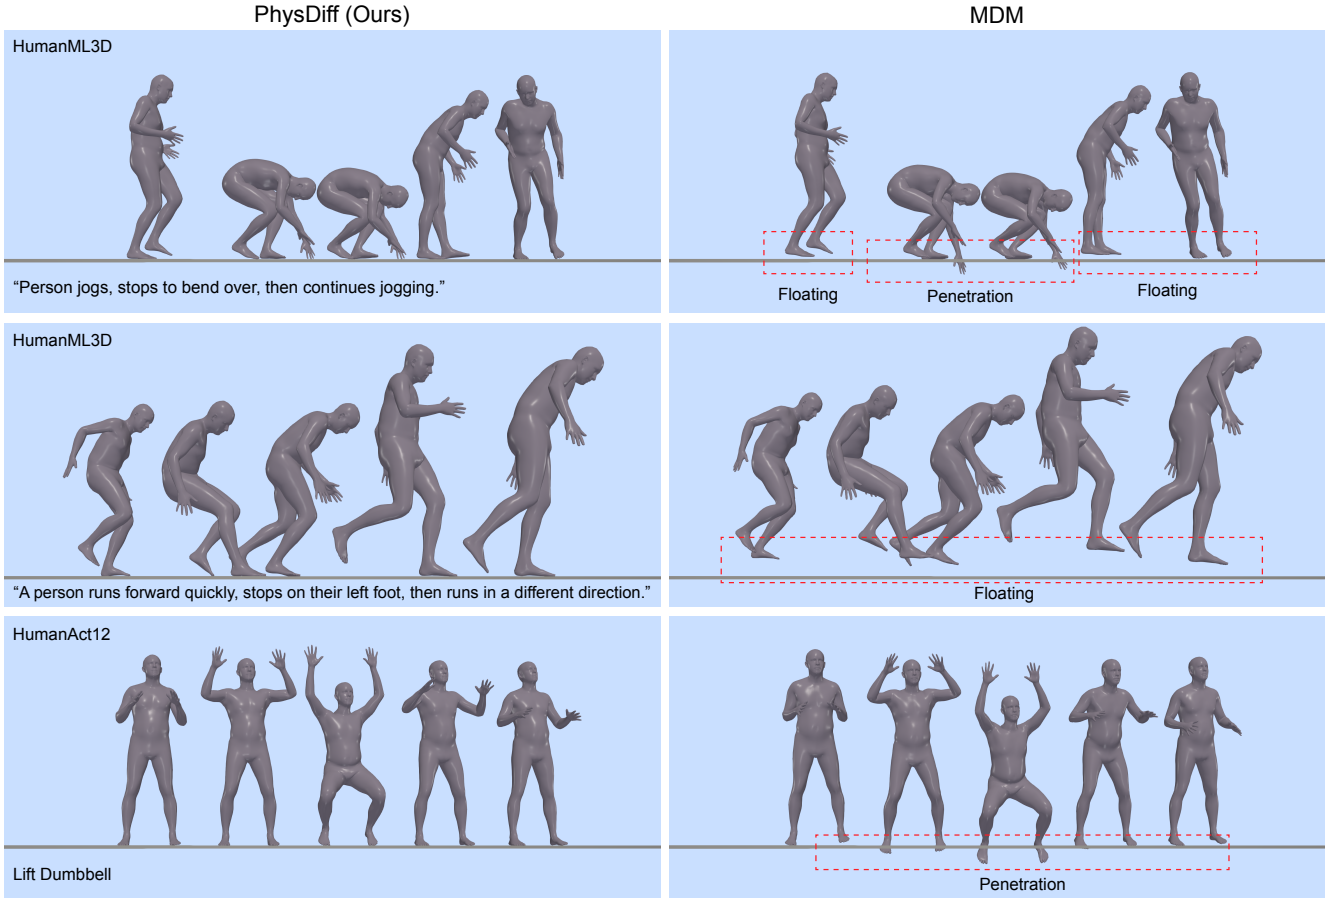 PhysDiff (Ours)
MDM
HumanML3D
“Person jogs, stops to bend over, then continues jogging.”
Floating
Penetration
Floating
HumanML3D
“A person runs forward quickly, stops on their left foot, then runs in a different direction.”
Floating
HumanAct12
Lift Dumbbell
Penetration